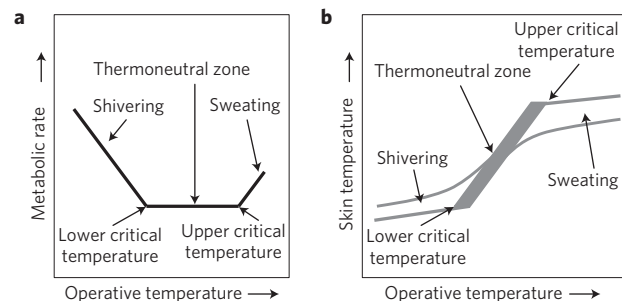 a
Metabolic rate
Thermoneutral zone
Shivering
Sweating
Lower critical
temperature
Upper critical
temperature
Operative temperature
b
Skin temperature
Upper critical
temperature
Thermoneutral zone
Shivering
Sweating
Lower critical
temperature
Operative temperature